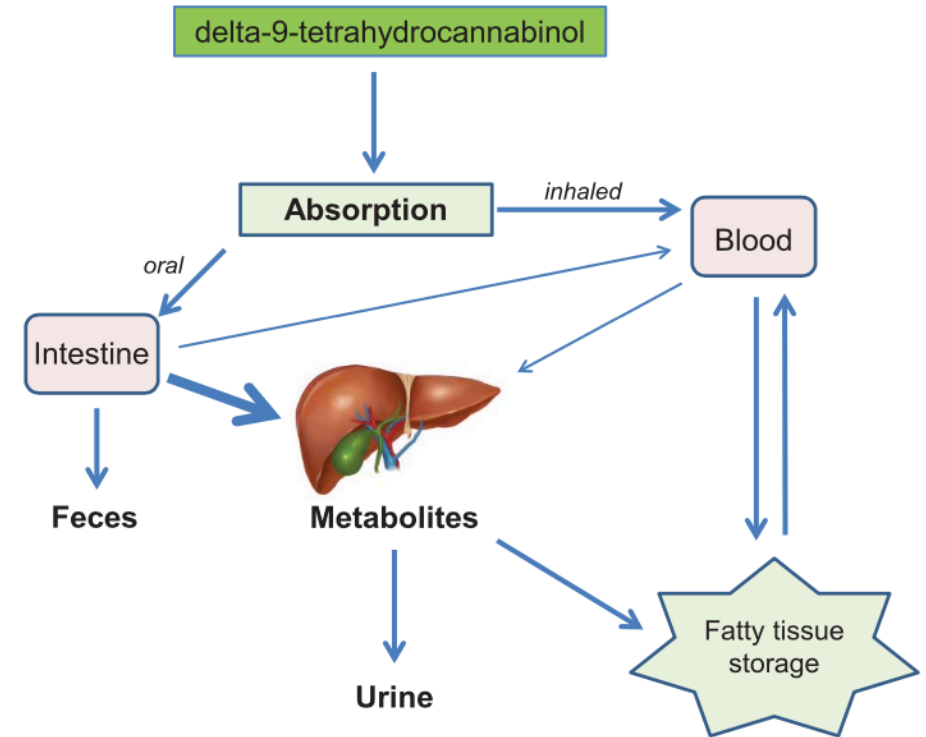 delta-9-tetrahydrocannabinol
Absorption
inhaled
Blood
oral
Intestine
Feces
Metabolites
Fatty tissue
storage
Urine